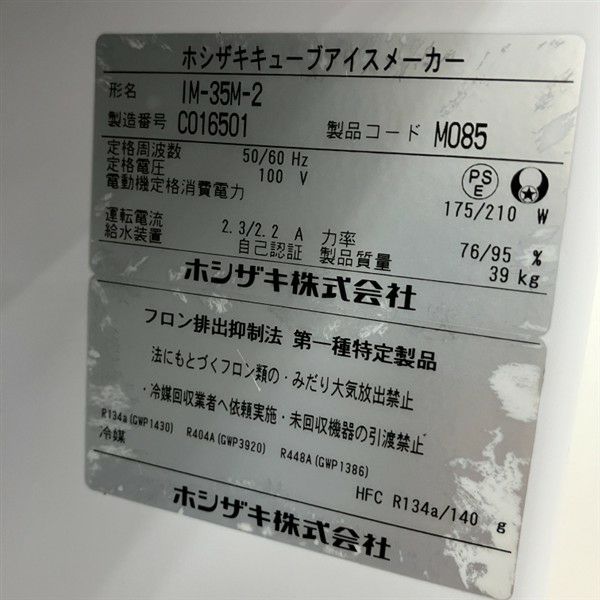 ホシザキキューブアイスメーカー
形名 IM-35M-2
製造番号 C016501 製品コード M085
定格周波数 50/60 Hz
定格電圧 100 V
電動機定格消費電力 175/210 W
PS
E
運転電流 2.3/2.2 A 力率 76/95 %
給水装置 自己認証 製品質量 39 kg
ホシザキ株式会社
フロン排出抑制法 第一種特定製品
法にもとづくフロン類の・みだり大気放出禁止
・冷媒回収業者へ依頼実施・未回収機器の引渡禁止
R134a(GWP1430) R404A(GWP3920) R448A(GWP1386)
冷媒 HFC R134a/140 g
ホシザキ株式会社